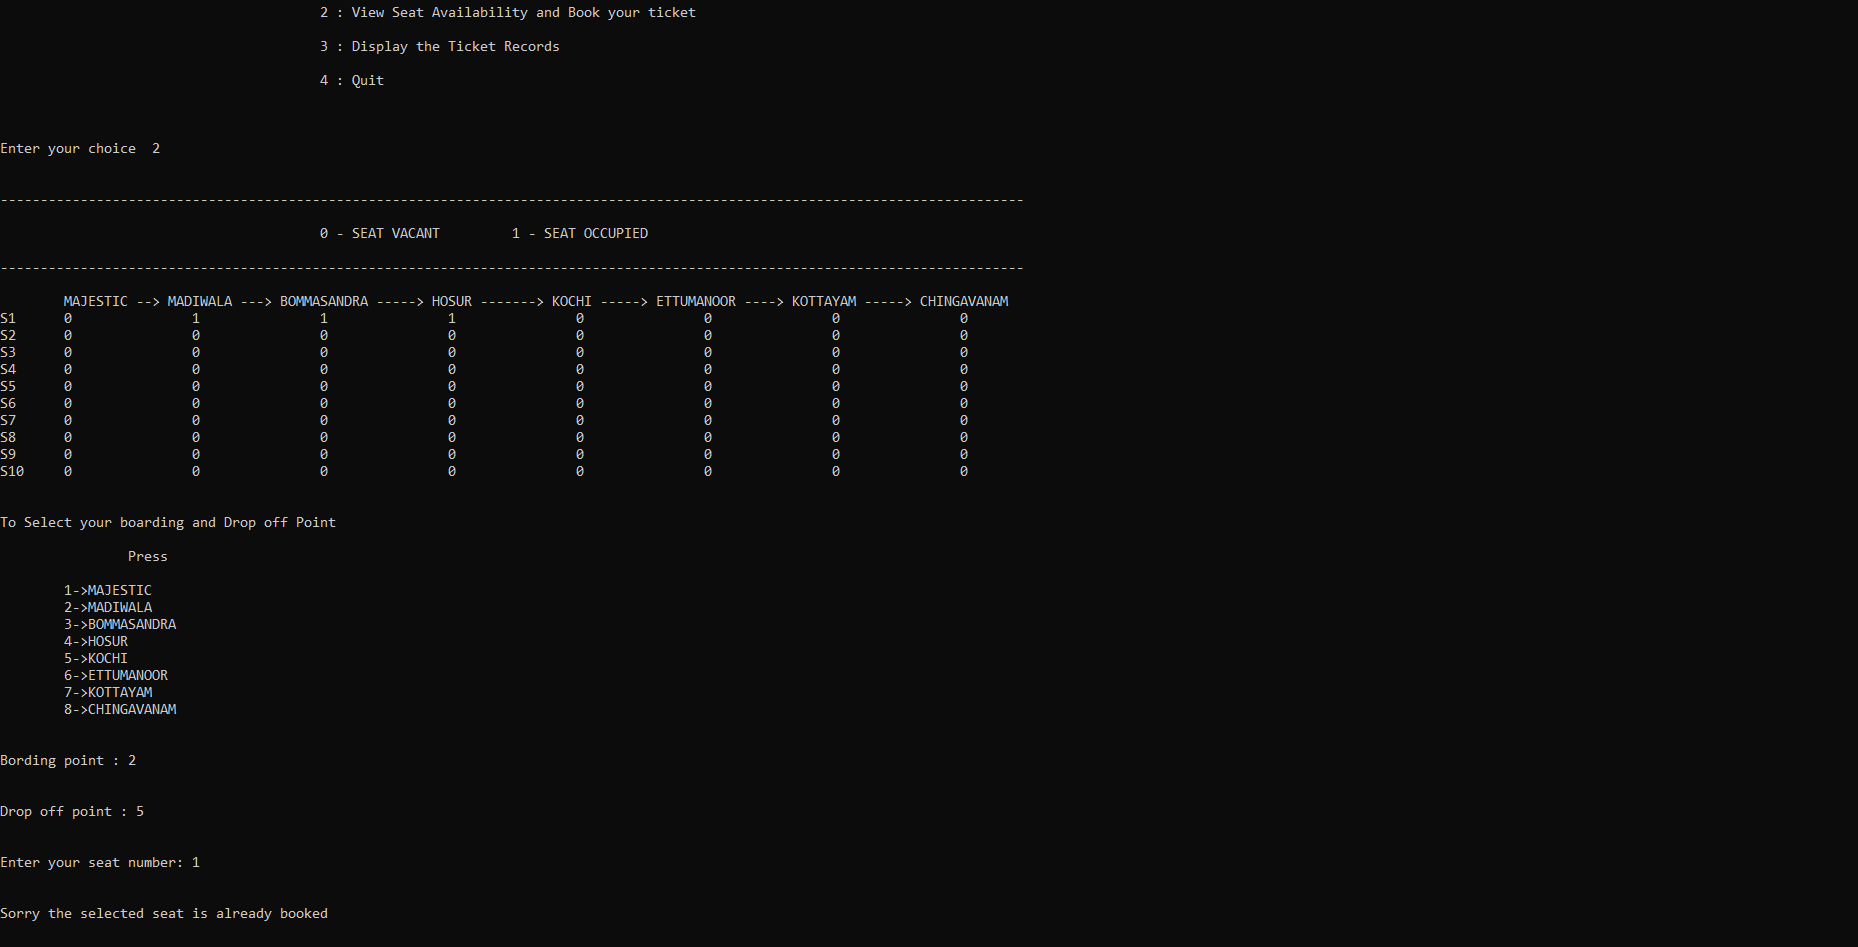 2 : View Seat Availability and Book your ticket
3 : Display the Ticket Records
4 : Quit
Enter your choice  2
--------------------------------------------------------------------------------------------------------------------------------
0 - SEAT VACANT         1 - SEAT OCCUPIED
--------------------------------------------------------------------------------------------------------------------------------
MAJESTIC --> MADIWALA ---> BOMMASANDRA -----> HOSUR -------> KOCHI -----> ETTUMANOOR ----> KOTTAYAM -----> CHINGAVANAM
S1      0               1               1               1               0               0               0               0
S2      0               0               0               0               0               0               0               0
S3      0               0               0               0               0               0               0               0
S4      0               0               0               0               0               0               0               0
S5      0               0               0               0               0               0               0               0
S6      0               0               0               0               0               0               0               0
S7      0               0               0               0               0               0               0               0
S8      0               0               0               0               0               0               0               0
S9      0               0               0               0               0               0               0               0
S10     0               0               0               0               0               0               0               0
To Select your boarding and Drop off Point
Press
1->MAJESTIC
2->MADIWALA
3->BOMMASANDRA
4->HOSUR
5->KOCHI
6->ETTUMANOOR
7->KOTTAYAM
8->CHINGAVANAM
Bording point : 2
Drop off point : 5
Enter your seat number: 1
Sorry the selected seat is already booked